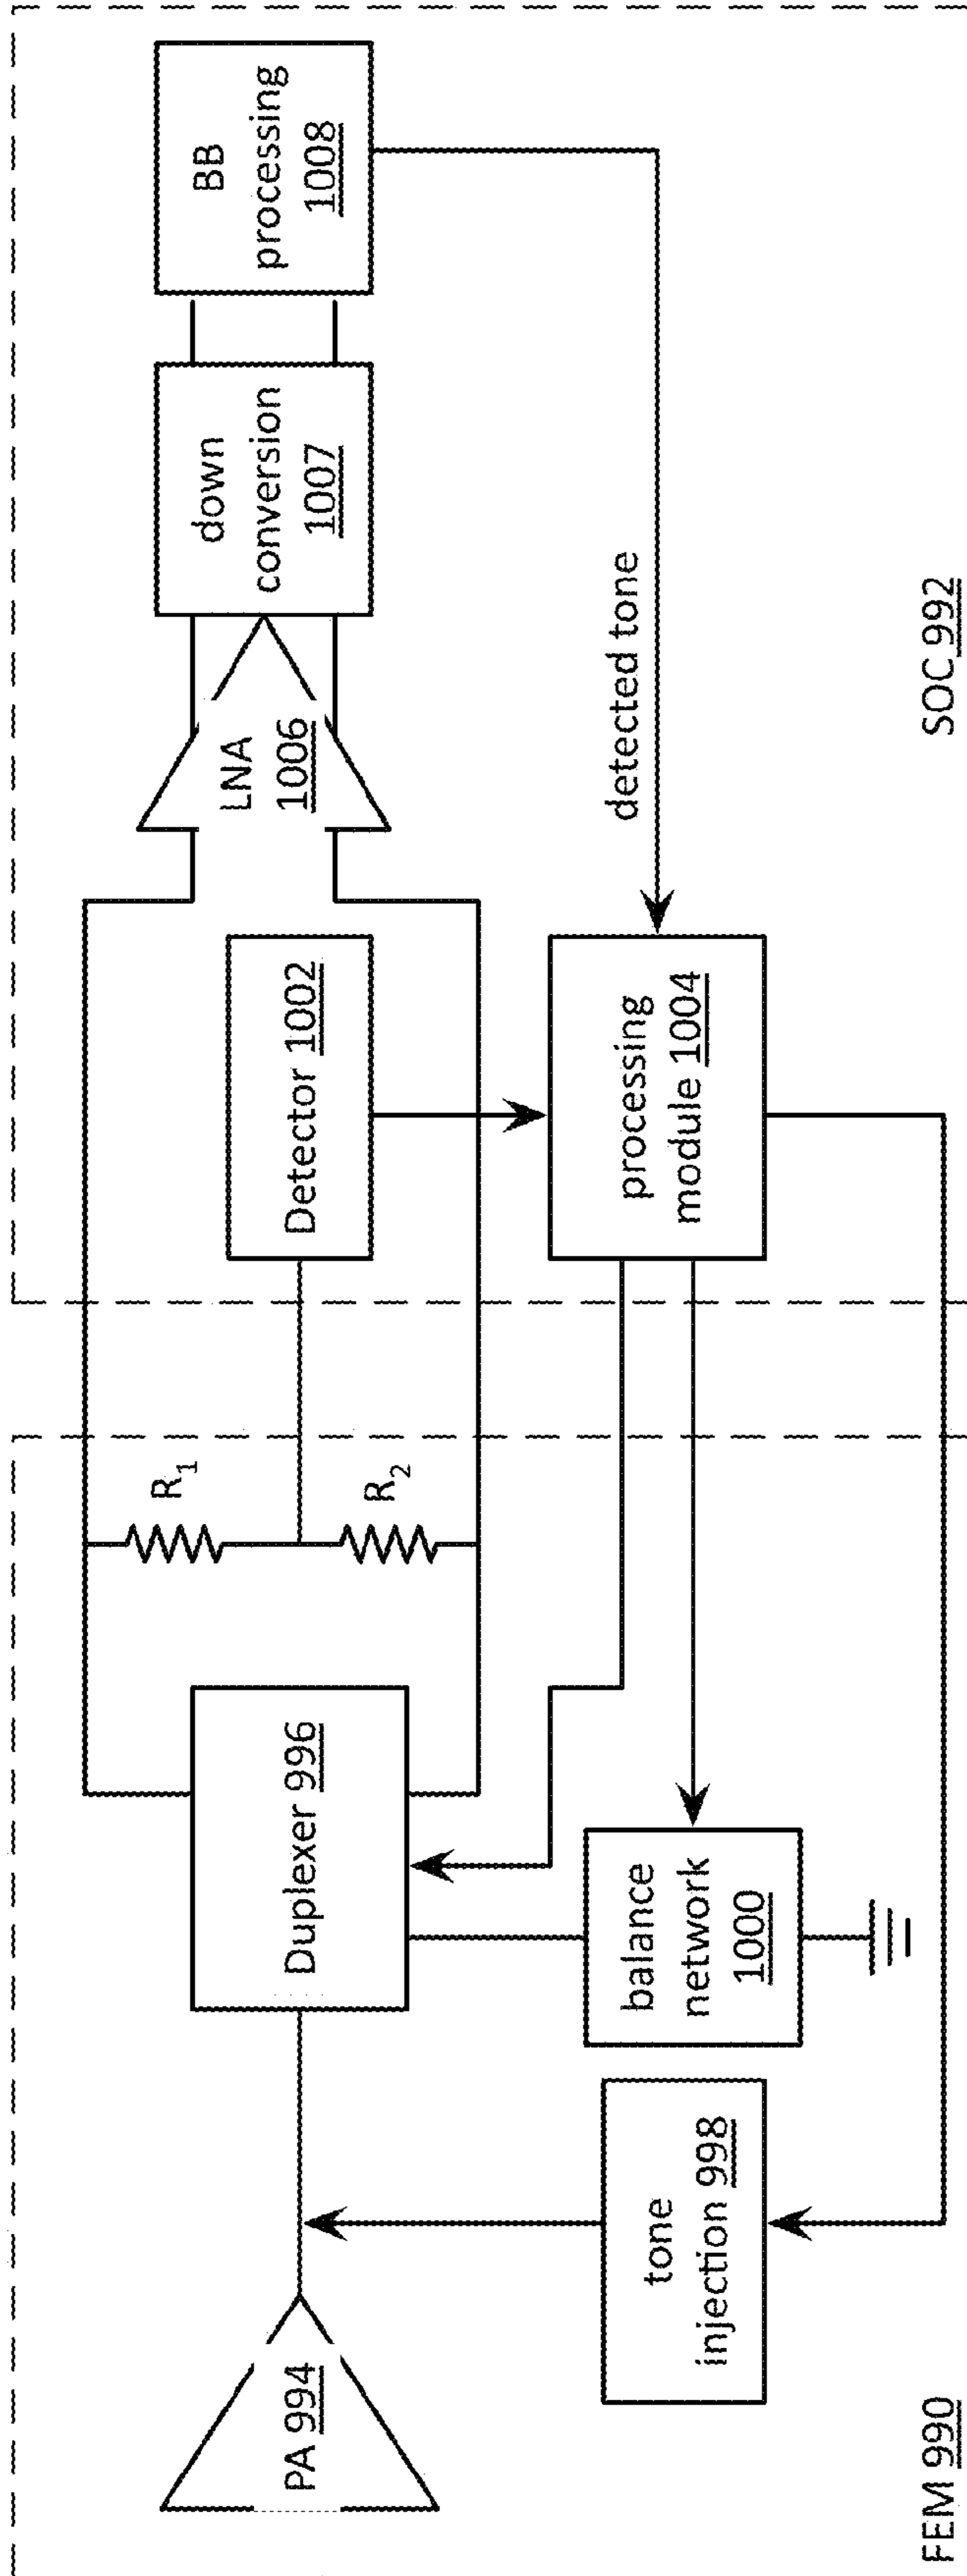 PA 994
FEM 990
tone
injection 998
Duplexer 996
balance
network
1000
R1
R2
Detector 1002
processing
module 1004
LNA
1006
detected tone
down
conversion
1007
BB
processing
1008
SOC 992